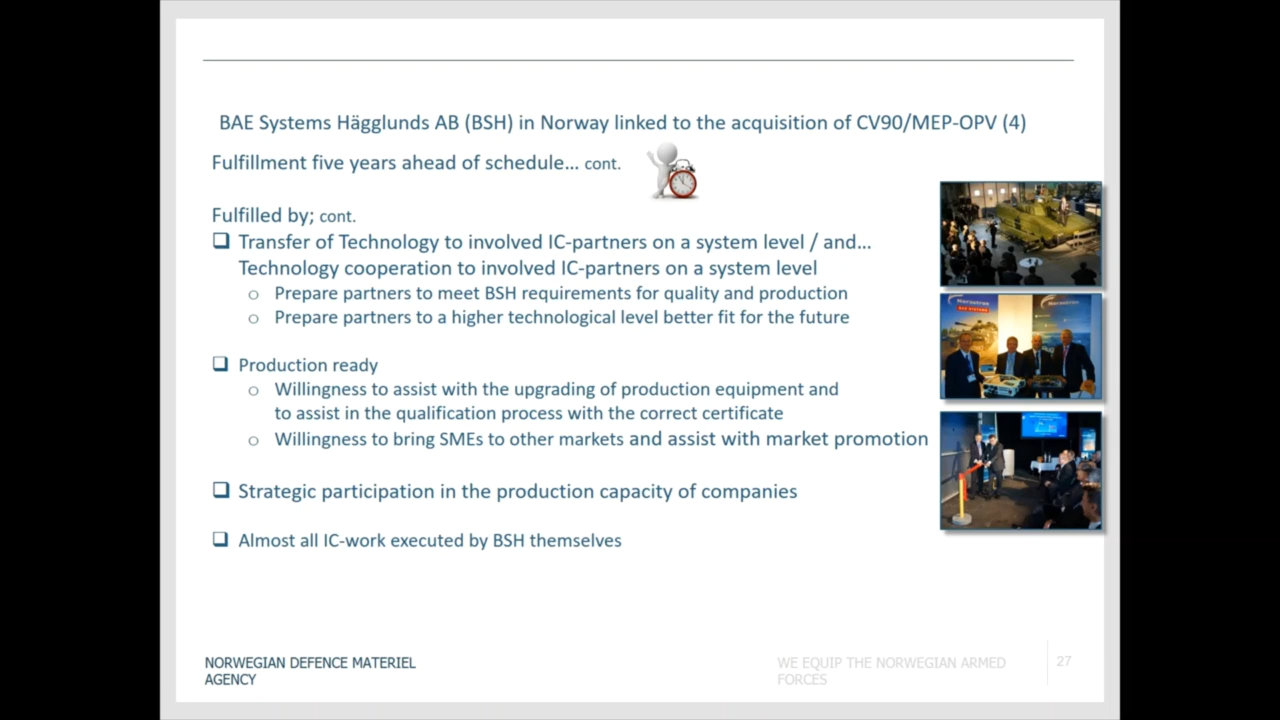 BAE Systems Hägglunds AB (BSH) in Norway linked to the acquisition of CV90/MEP-OPV (4)
Fulfillment five years ahead of schedule... cont.
Fulfilled by; cont.
Transfer of Technology to involved IC-partners on a system level / and...
Technology cooperation to involved IC-partners on a system level
Prepare partners to meet BSH requirements for quality and production
Prepare partners to a higher technological level better fit for the future
Production ready
Willingness to assist with the upgrading of production equipment and
to assist in the qualification process with the correct certificate
Willingness to bring SMEs to other markets and assist with market promotion
Strategic participation in the production capacity of companies
Almost all IC-work executed by BSH themselves
NORWEGIAN DEFENCE MATERIEL
AGENCY
WE EQUIP THE NORWEGIAN ARMED
FORCES
27